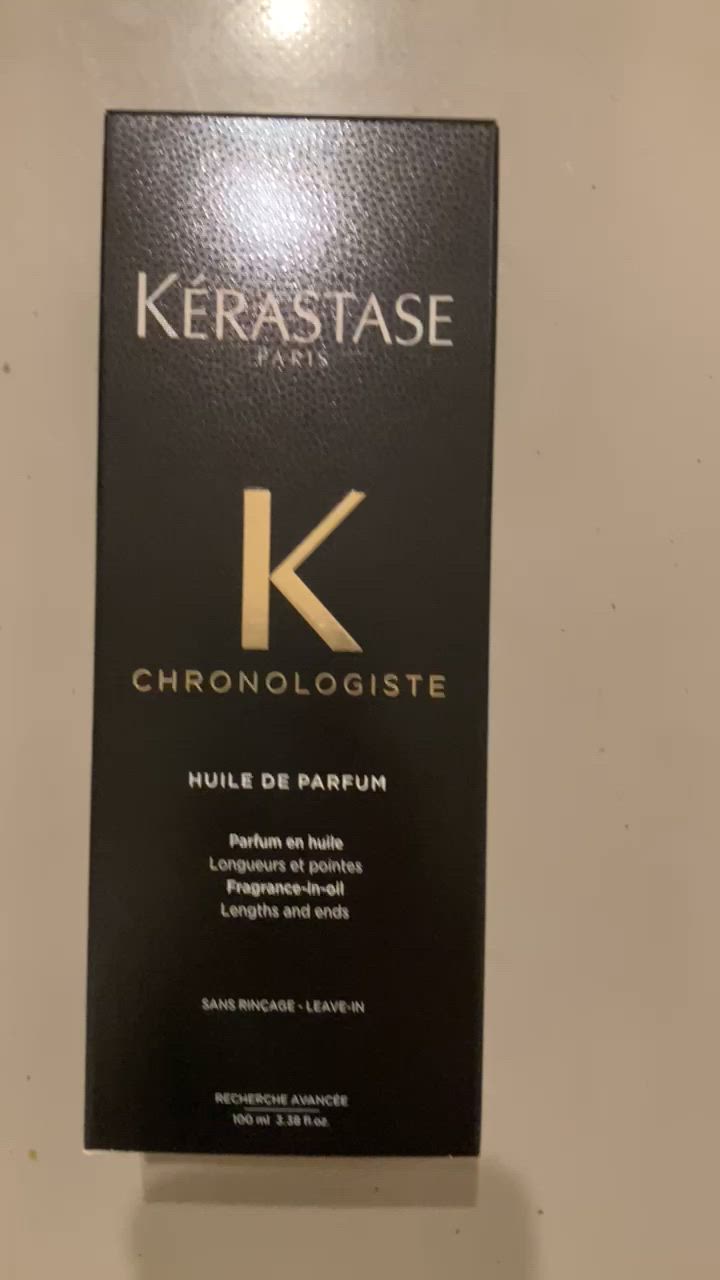 KÉRASTASE
PARIS
K
CHRONOLOGISTE
HUILE DE PARFUM
Parfum en huile
Longueurs et pointes
Fragrance-in-oil
Lengths and ends
SANS RINÇAGE - LEAVE-IN
RECHERCHE AVANCÉE
100 ml 3.38 fl.oz.